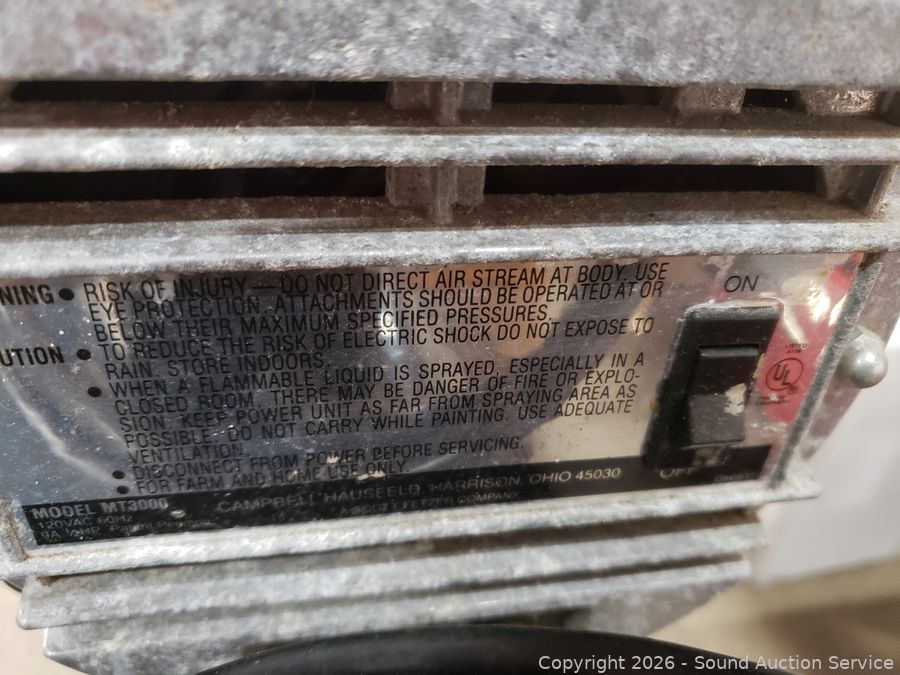 NING • RISK OF INJURY — DO NOT DIRECT AIR STREAM AT BODY. USE
EYE PROTECTION. ATTACHMENTS SHOULD BE OPERATED AT OR
BELOW THEIR MAXIMUM SPECIFIED PRESSURES.
UTION • TO REDUCE THE RISK OF ELECTRIC SHOCK DO NOT EXPOSE TO
RAIN. STORE INDOORS.
• WHEN A FLAMMABLE LIQUID IS SPRAYED, ESPECIALLY IN A
CLOSED ROOM, THERE MAY BE DANGER OF FIRE OR EXPLO-
SION. KEEP POWER UNIT AS FAR FROM SPRAYING AREA AS
POSSIBLE. DO NOT CARRY WHILE PAINTING. USE ADEQUATE
VENTILATION.
• DISCONNECT FROM POWER BEFORE SERVICING.
• FOR FARM AND HOME USE ONLY.
ON
LISTED
UL
OFF
MODEL MT3000
CAMPBELL HAUSFELD HARRISON, OHIO 45030
A SCOTT FETZER COMPANY
120VAC 60Hz
9A
Copyright 2026 - Sound Auction Service